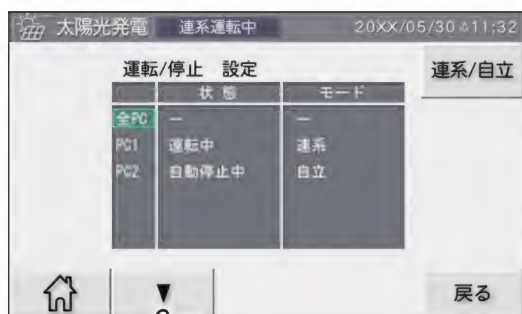 太陽光発電 連系運転中 20XX/05/30 11:32
運転/停止 設定 連系/自立
状態 モード
全PC － －
PC1 運転中 連系
PC2 自動停止中 自立
▼ 戻る